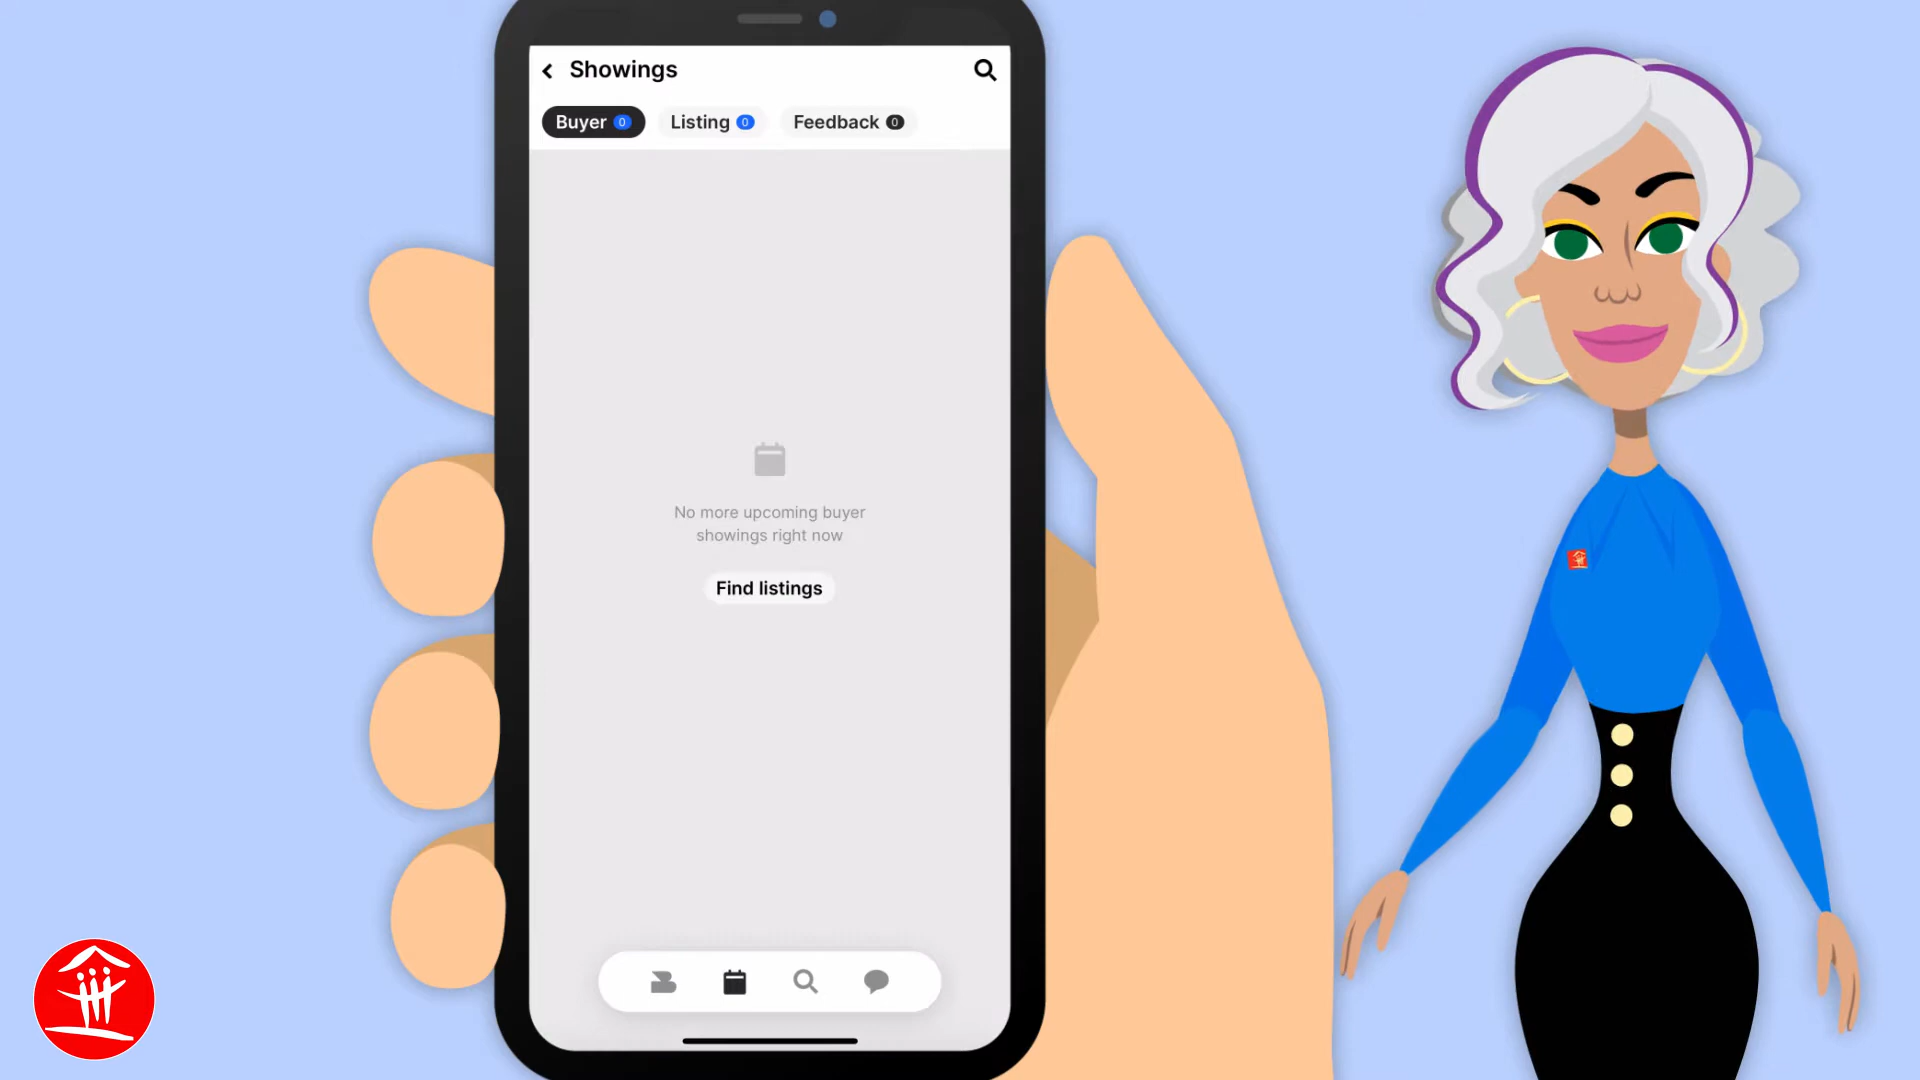 Showings
Buyer 0 Listing 0 Feedback 0
No more upcoming buyer
showings right now
Find listings